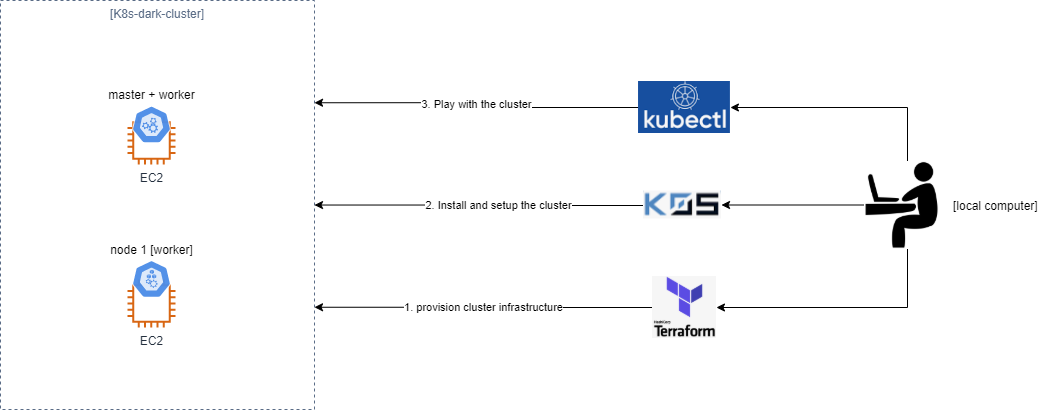 [K8s-dark-cluster]
master + worker
EC2
node 1 [worker]
EC2
3. Play with the cluster
kubectl
2. Install and setup the cluster
K0S
[local computer]
1. provision cluster infrastructure
HashiCorp
Terraform